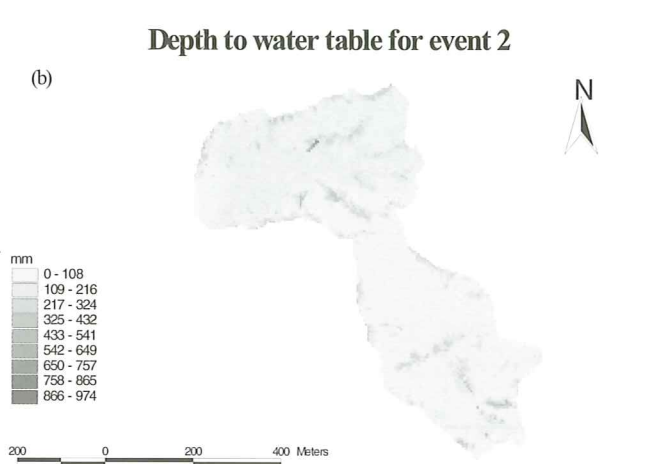 Depth to water table for event 2
(b)
N
mm
0 - 108
109 - 216
217 - 324
325 - 432
433 - 541
542 - 649
650 - 757
758 - 865
866 - 974
200 0 200 400 Meters